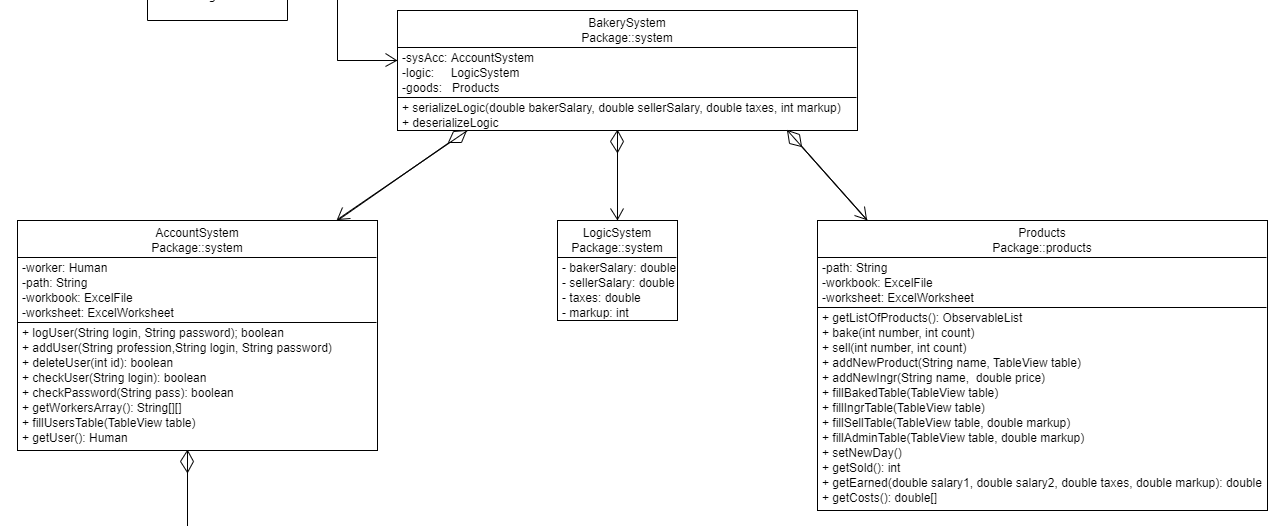 BakerySystem
Package::system
-sysAcc: AccountSystem
-logic: LogicSystem
-goods: Products
+ serializeLogic(double bakerSalary, double sellerSalary, double taxes, int markup)
+ deserializeLogic
AccountSystem
Package::system
-worker: Human
-path: String
-workbook: ExcelFile
-worksheet: ExcelWorksheet
+ logUser(String login, String password); boolean
+ addUser(String profession,String login, String password)
+ deleteUser(int id): boolean
+ checkUser(String login): boolean
+ checkPassword(String pass): boolean
+ getWorkersArray(): String[][]
+ fillUsersTable(TableView table)
+ getUser(): Human
LogicSystem
Package::system
- bakerSalary: double
- sellerSalary: double
- taxes: double
- markup: int
Products
Package::products
-path: String
-workbook: ExcelFile
-worksheet: ExcelWorksheet
+ getListOfProducts(): ObservableList
+ bake(int number, int count)
+ sell(int number, int count)
+ addNewProduct(String name, TableView table)
+ addNewIngr(String name, double price)
+ fillBakedTable(TableView table)
+ fillIngrTable(TableView table)
+ fillSellTable(TableView table, double markup)
+ fillAdminTable(TableView table, double markup)
+ setNewDay()
+ getSold(): int
+ getEarned(double salary1, double salary2, double taxes, double markup): double
+ getCosts(): double[]